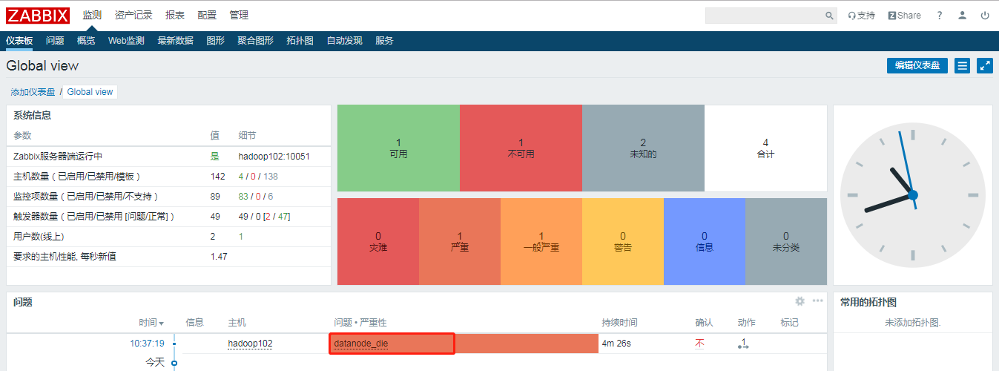 ZABBIX 监测 资产记录 报表 配置 管理 支持 Z Share ?
仪表板 问题 概览 Web监测 最新数据 图形 聚合图形 拓扑图 自动发现 服务
Global view 编辑仪表盘
添加仪表盘 / Global view
系统信息
参数 值 细节
Zabbix服务器端运行中 是 hadoop102:10051
主机数量（已启用/已禁用/模板） 142 4 / 0 / 138
监控项数量（已启用/已禁用/不支持） 89 83 / 0 / 6
触发器数量（已启用/已禁用 [问题/正常]） 49 49 / 0 [2 / 47]
用户数(线上) 2 1
要求的主机性能, 每秒新值 1.47
1 1 2 4
可用 不可用 未知的 合计
0 1 1 0 0 0
灾难 严重 一般严重 警告 信息 未分类
问题
时间 信息 主机 问题 • 严重性 持续时间 确认 动作 标记
10:37:19 hadoop102 datanode_die 4m 26s 不 1
今天
常用的拓扑图
未添加拓扑图.